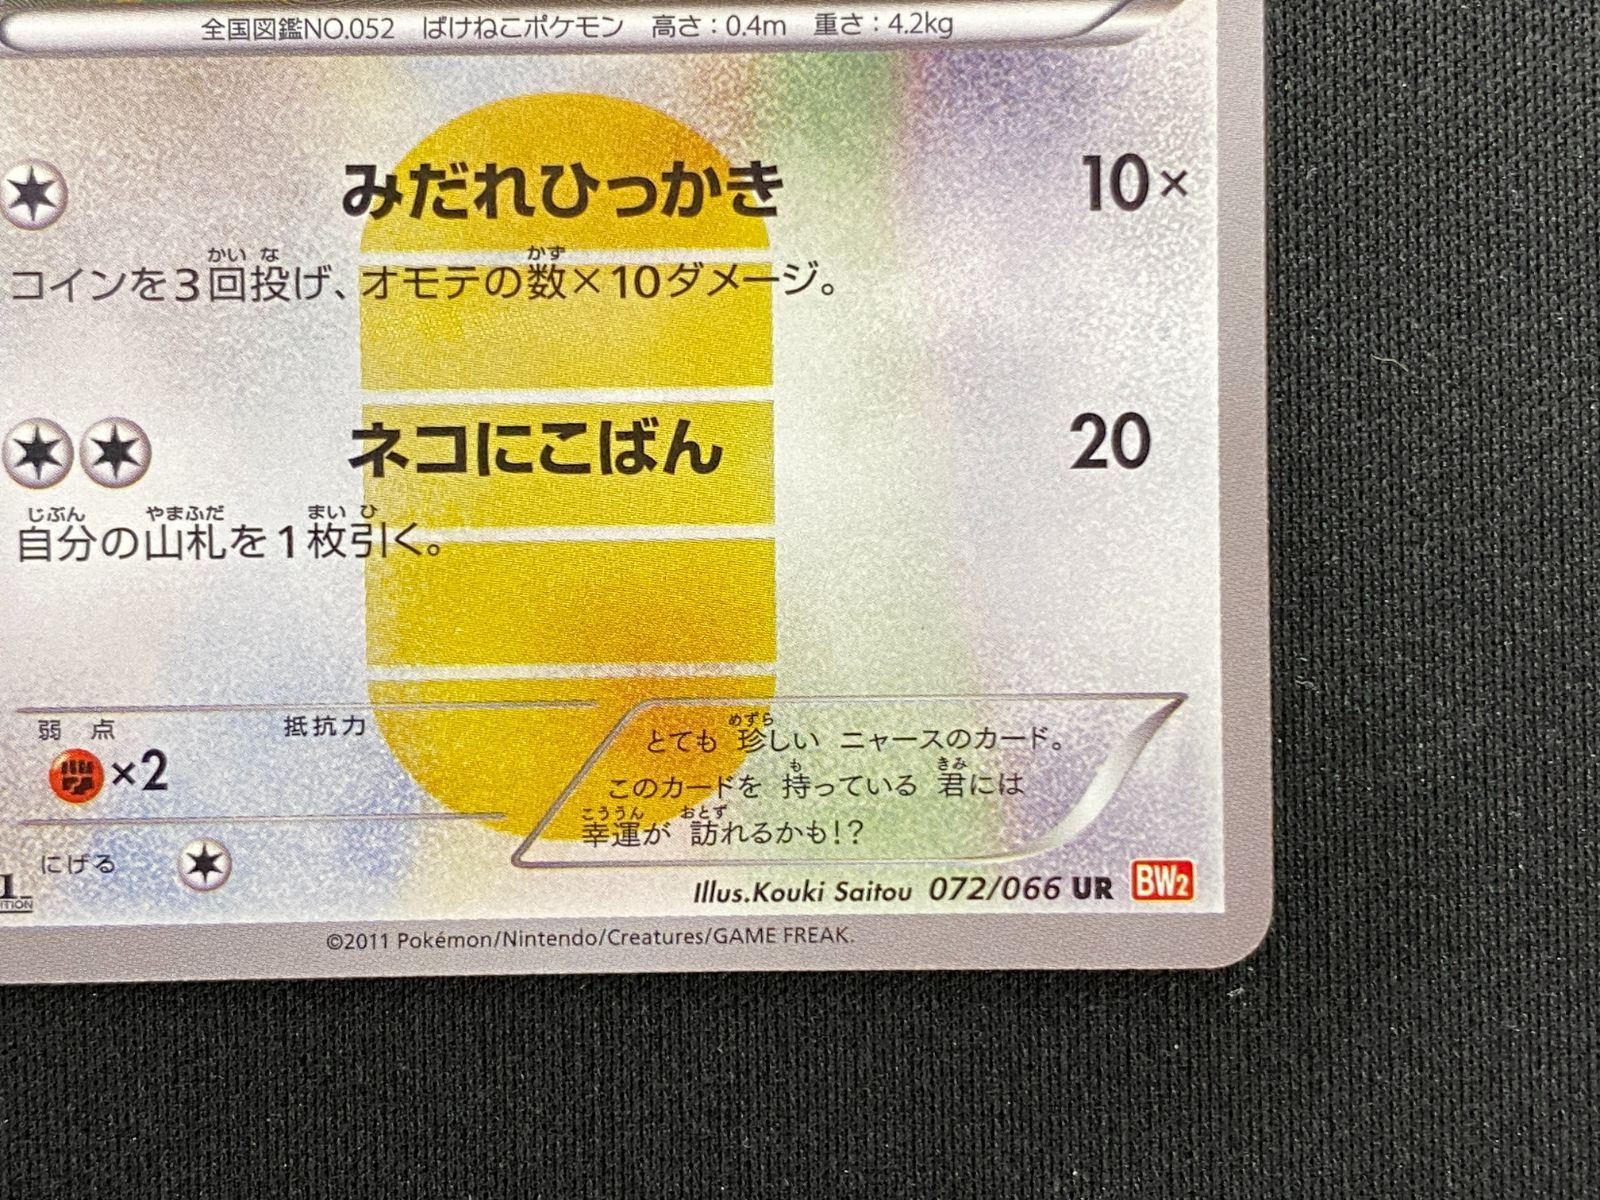 全国図鑑NO.052 ばけねこポケモン 高さ：0.4m 重さ：4.2kg
みだれひっかき 10×
かい な かず
コインを3回投げ、オモテの数×10ダメージ。
ネコにこばん 20
じぶん やまふだ まい ひ
自分の山札を1枚引く。
弱点 抵抗力
×2
にげる
めずら
とても 珍しい ニャースのカード。
も きみ
このカードを 持っている 君には
こううん おとず
幸運が 訪れるかも!?
Illus.Kouki Saitou 072/066 UR BW2
©2011 Pokémon/Nintendo/Creatures/GAME FREAK.